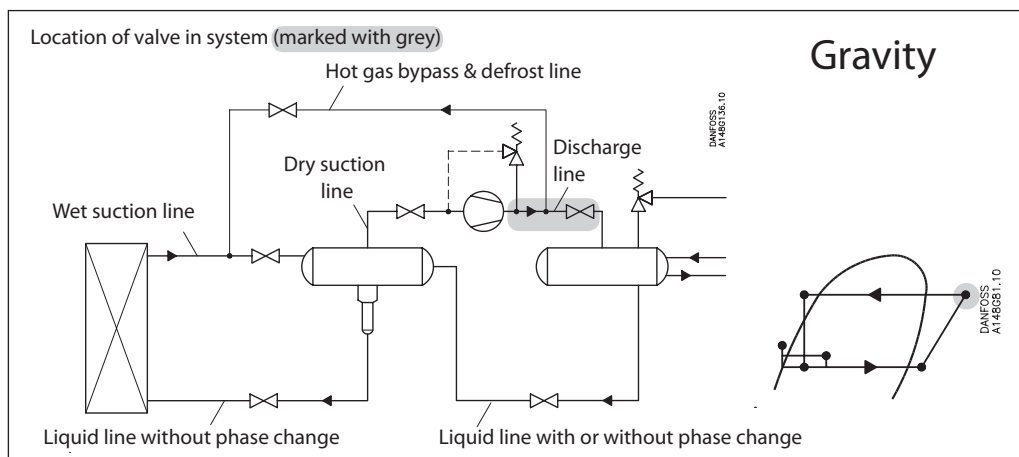 Location of valve in system (marked with grey)
Gravity
Hot gas bypass & defrost line
DANFOSS
A148G136.10
Discharge
line
Dry suction
line
Wet suction line
DANFOSS
A148G81.10
Liquid line without phase change
Liquid line with or without phase change